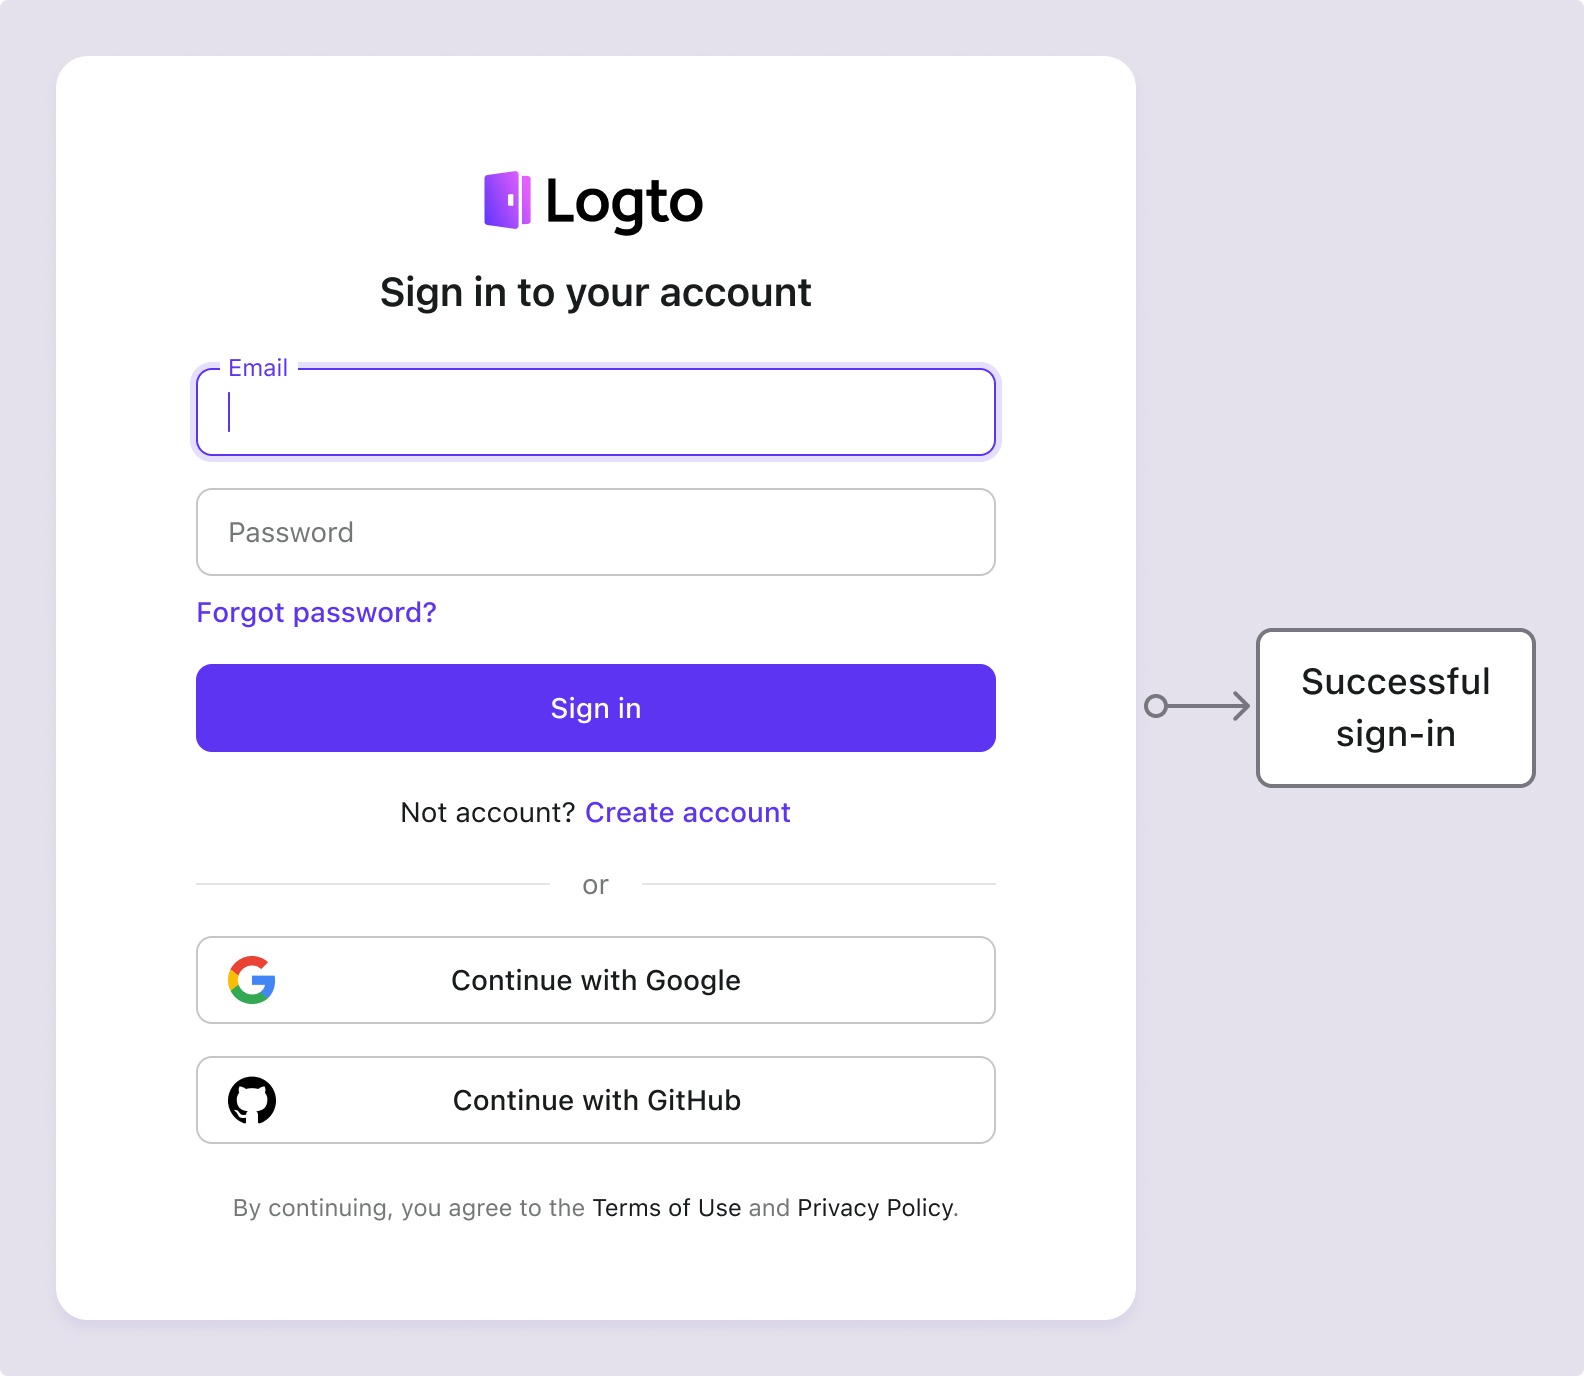 Logto
Sign in to your account
Email
Password
Forgot password?
Sign in
Not account? Create account
or
Continue with Google
Continue with GitHub
By continuing, you agree to the Terms of Use and Privacy Policy.
Successful
sign-in